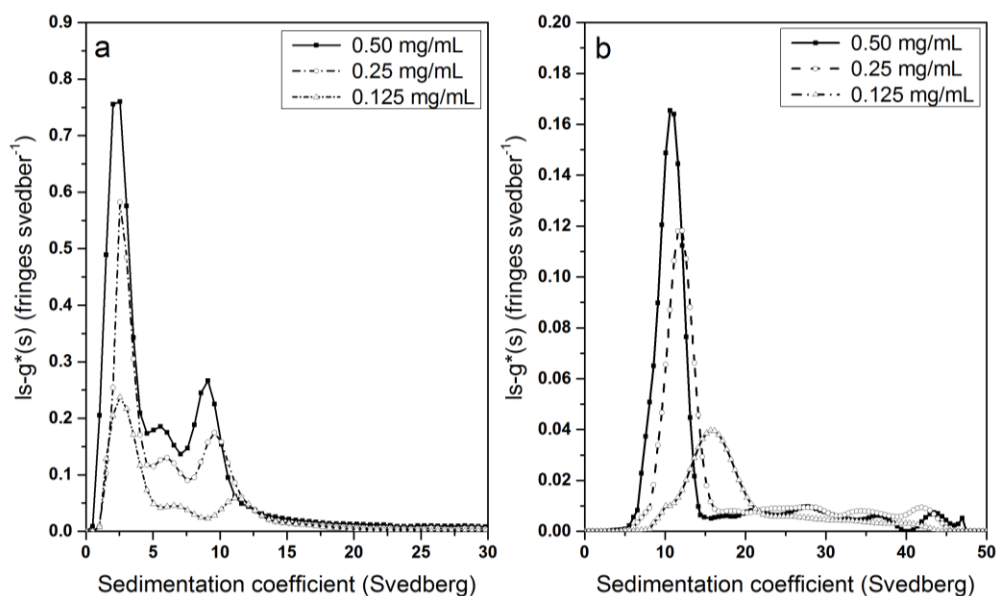 a
0.50 mg/mL
0.25 mg/mL
0.125 mg/mL
0.9
0.8
0.7
0.6
0.5
0.4
0.3
0.2
0.1
0.0
0 5 10 15 20 25 30
ls-g*(s) (fringes svedber-1)
Sedimentation coefficient (Svedberg)
b
0.50 mg/mL
0.25 mg/mL
0.125 mg/mL
0.20
0.18
0.16
0.14
0.12
0.10
0.08
0.06
0.04
0.02
0.00
0 10 20 30 40 50
ls-g*(s) (fringes svedber-1)
Sedimentation coefficient (Svedberg)